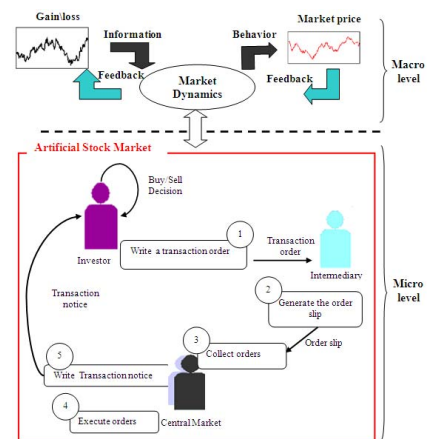 Gain\loss
Information
Behavior
Market price
Feedback
Market
Dynamics
Feedback
Macro
level
Artificial Stock Market
Buy/Sell
Decision
1
Investor
Write a transaction order
Transaction
order
Intermediary
2
Generate the order
slip
Micro
level
Transaction
notice
3
Collect orders
Order slip
5
Write Transaction notice
4
Execute orders
Central Market